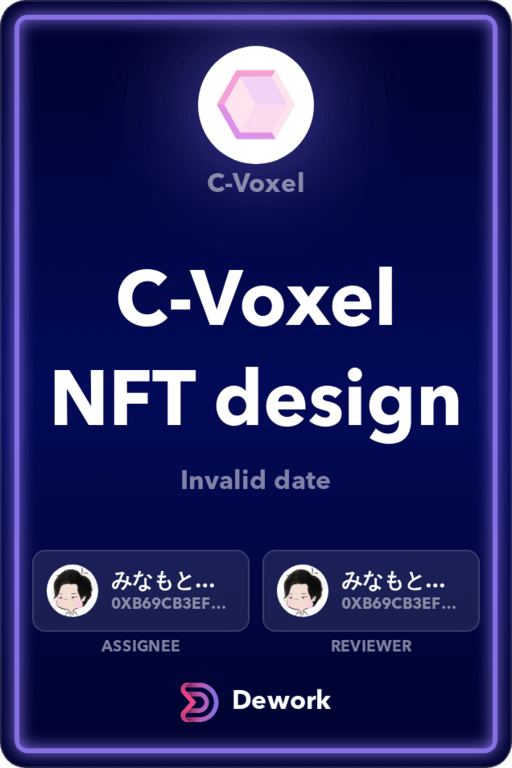 C-Voxel
C-Voxel
NFT design
Invalid date
みなもと...
0XB69CB3EF...
ASSIGNEE
みなもと...
0XB69CB3EF...
REVIEWER
Dework